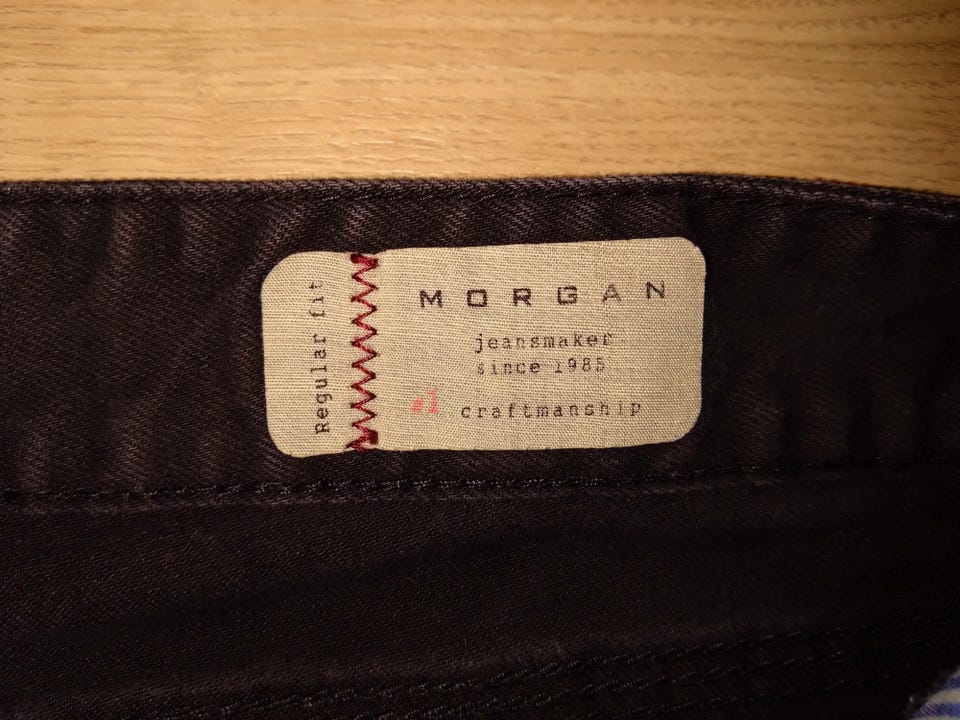 Regular fit
MORGAN
jeansmaker
since 1985
#1 craftmanship